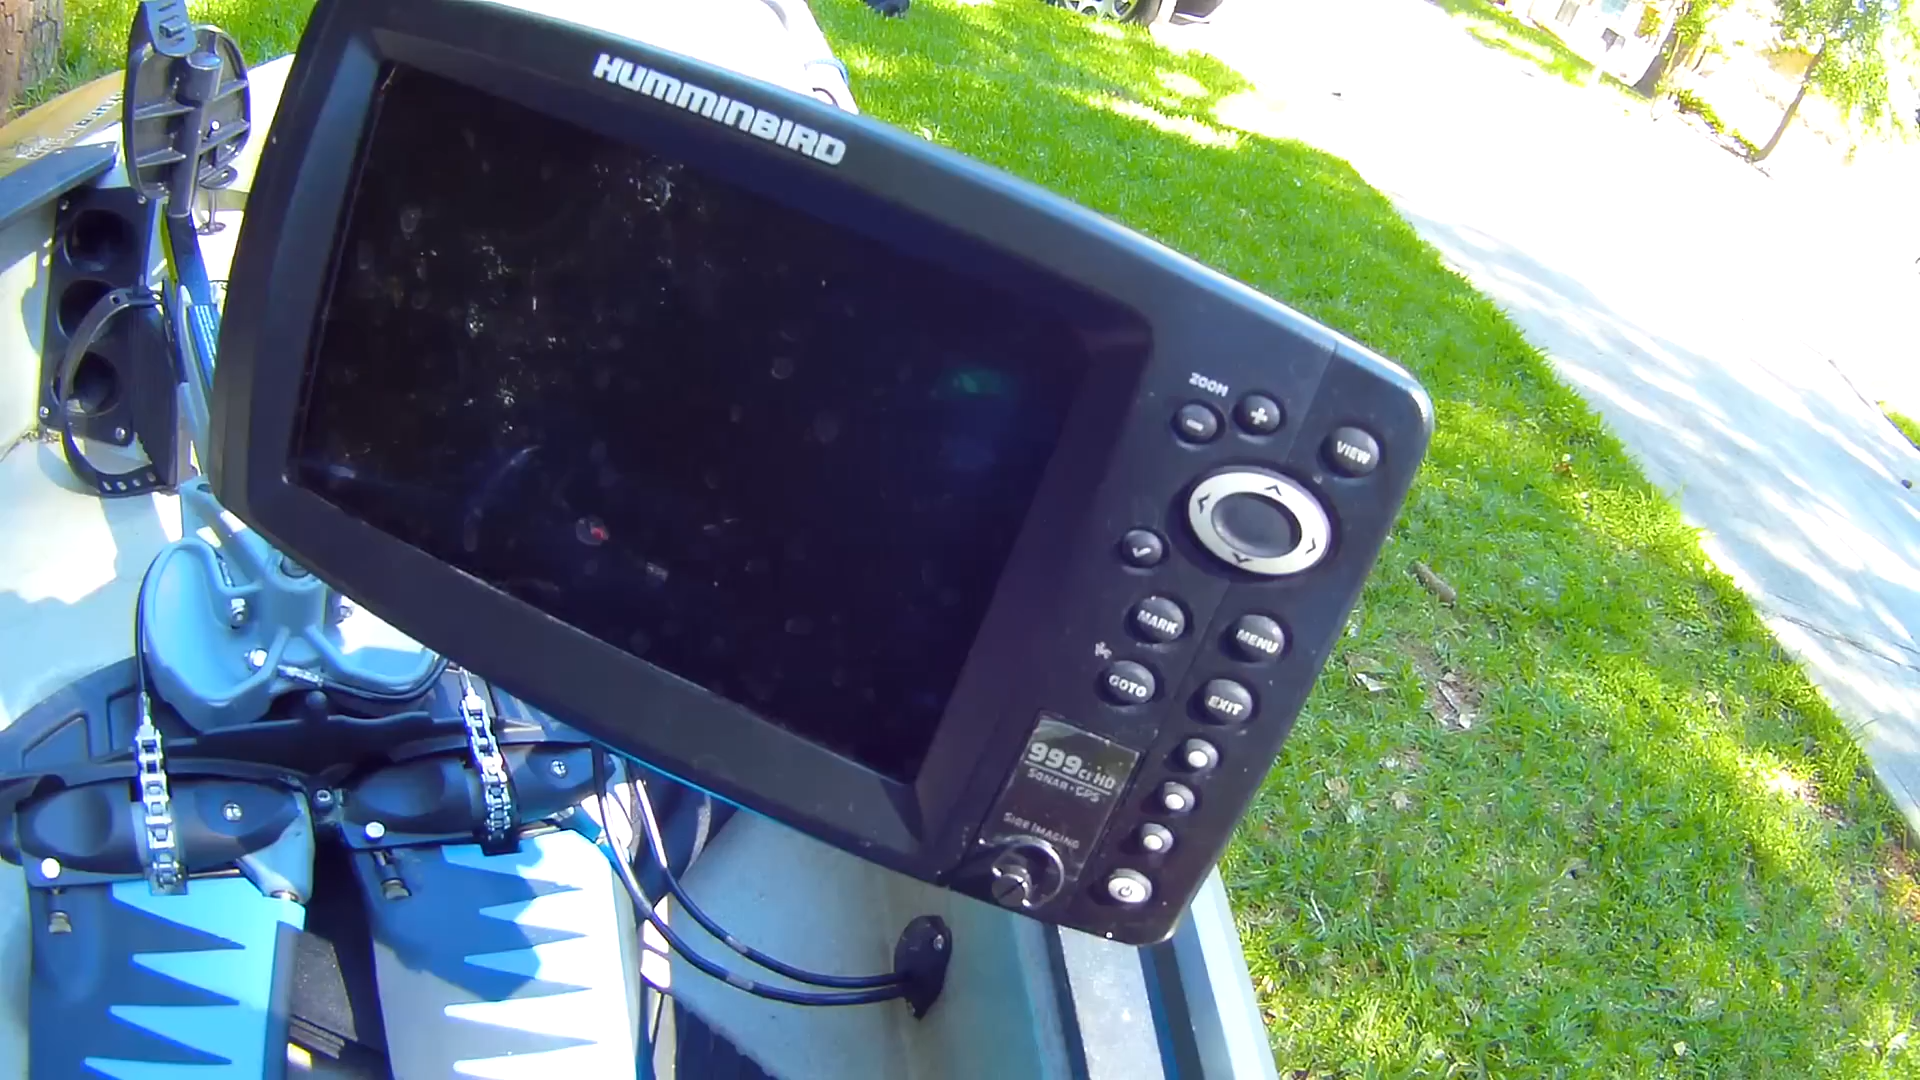 HUMMINBIRD
ZOOM
VIEW
MARK
MENU
GOTO
EXIT
999ci HD
SONAR • GPS
SIDE IMAGING